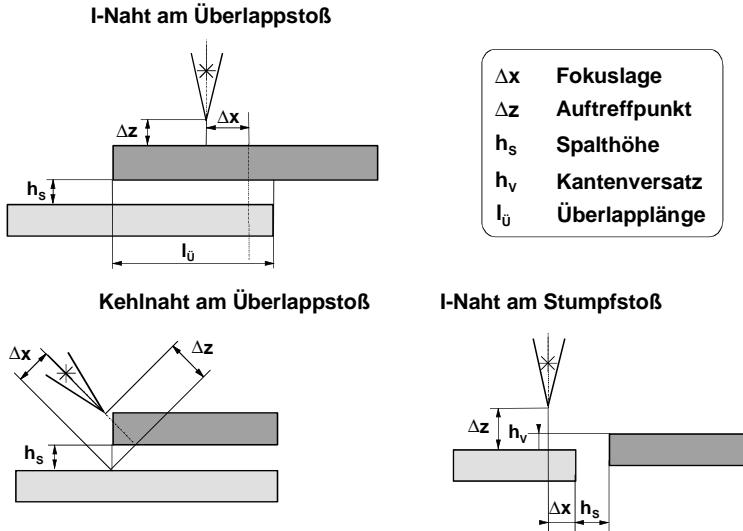 I-Naht am Überlappstoß
Δz
Δx
hS
lÜ
Δx Fokuslage
Δz Auftreffpunkt
hS Spalthöhe
hV Kantenversatz
lÜ Überlapplänge
Kehlnaht am Überlappstoß
Δx
Δz
hS
I-Naht am Stumpfstoß
Δz
hV
Δx
hS